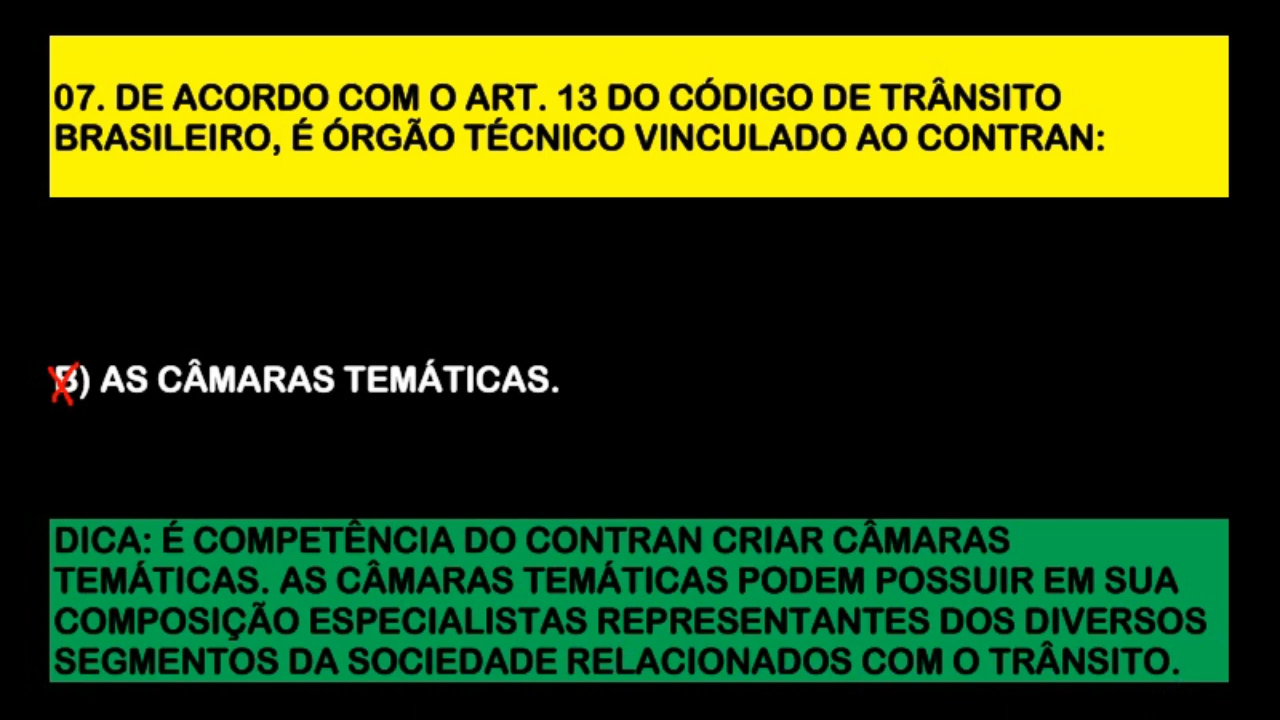 07. DE ACORDO COM O ART. 13 DO CÓDIGO DE TRÂNSITO
BRASILEIRO, É ÓRGÃO TÉCNICO VINCULADO AO CONTRAN:
B) AS CÂMARAS TEMÁTICAS.
DICA: É COMPETÊNCIA DO CONTRAN CRIAR CÂMARAS
TEMÁTICAS. AS CÂMARAS TEMÁTICAS PODEM POSSUIR EM SUA
COMPOSIÇÃO ESPECIALISTAS REPRESENTANTES DOS DIVERSOS
SEGMENTOS DA SOCIEDADE RELACIONADOS COM O TRÂNSITO.